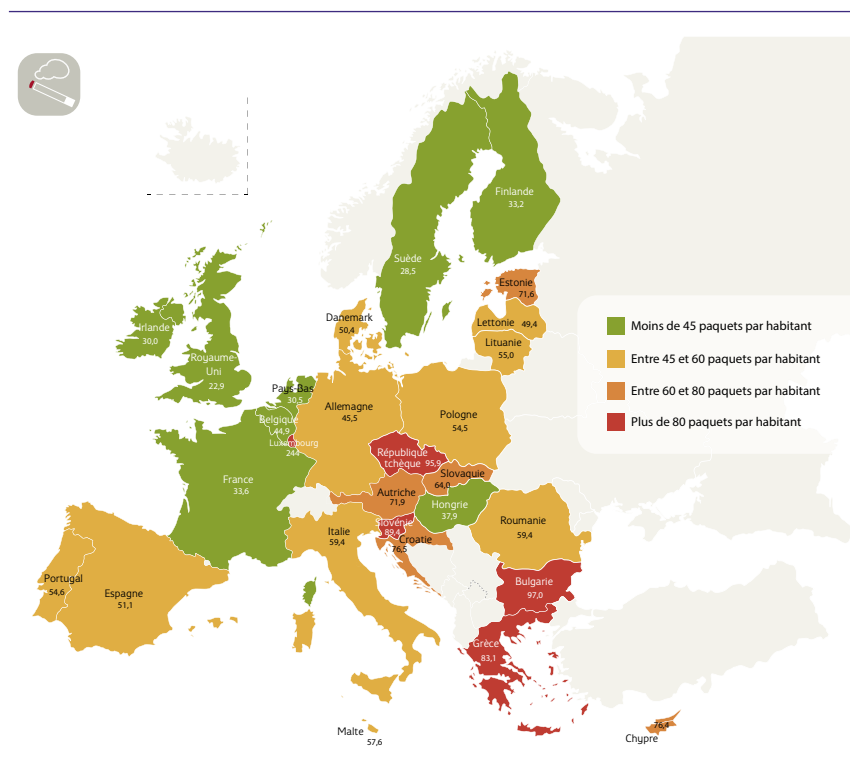 Finlande
33,2
Suède
28,5
Estonie
71,6
Lettonie 49,4
Lituanie
55,0
Danemark
50,4
Irlande
30,0
Royaume-
Uni
22,9
Pays-Bas
30,5
Belgique
44,9
Luxembourg
244
Allemagne
45,5
Pologne
54,5
République
tchèque 95,9
Slovaquie
64,0
Autriche
71,9
Hongrie
37,9
France
33,6
Slovénie
89,4
Croatie
76,5
Italie
59,4
Roumanie
59,4
Bulgarie
97,0
Portugal
54,6
Espagne
51,1
Grèce
83,1
Malte
57,6
76,4
Chypre
Moins de 45 paquets par habitant
Entre 45 et 60 paquets par habitant
Entre 60 et 80 paquets par habitant
Plus de 80 paquets par habitant